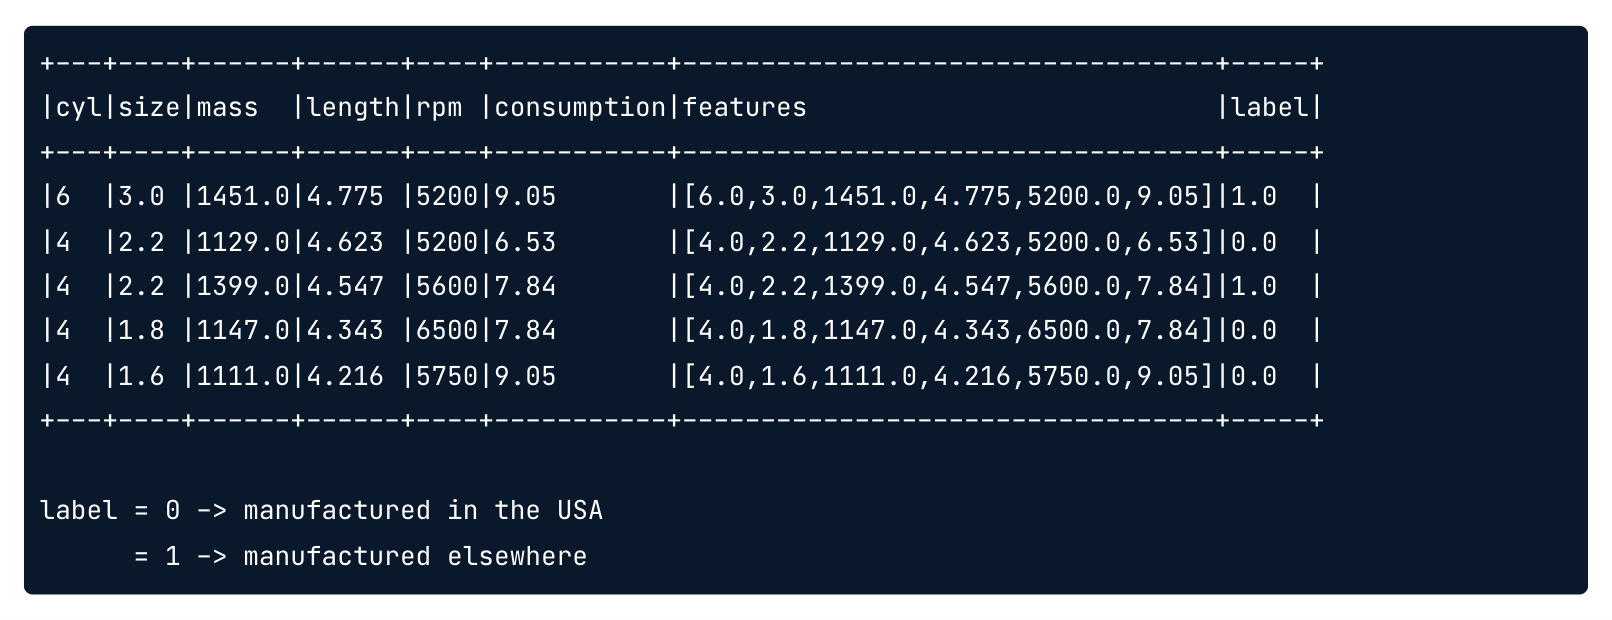 +---+----+------+------+----+-----------+----------------------------------+-----+
|cyl|size|mass  |length|rpm |consumption|features                          |label|
+---+----+------+------+----+-----------+----------------------------------+-----+
|6  |3.0 |1451.0|4.775 |5200|9.05       |[6.0,3.0,1451.0,4.775,5200.0,9.05]|1.0  |
|4  |2.2 |1129.0|4.623 |5200|6.53       |[4.0,2.2,1129.0,4.623,5200.0,6.53]|0.0  |
|4  |2.2 |1399.0|4.547 |5600|7.84       |[4.0,2.2,1399.0,4.547,5600.0,7.84]|1.0  |
|4  |1.8 |1147.0|4.343 |6500|7.84       |[4.0,1.8,1147.0,4.343,6500.0,7.84]|0.0  |
|4  |1.6 |1111.0|4.216 |5750|9.05       |[4.0,1.6,1111.0,4.216,5750.0,9.05]|0.0  |
+---+----+------+------+----+-----------+----------------------------------+-----+
label = 0 -> manufactured in the USA
      = 1 -> manufactured elsewhere